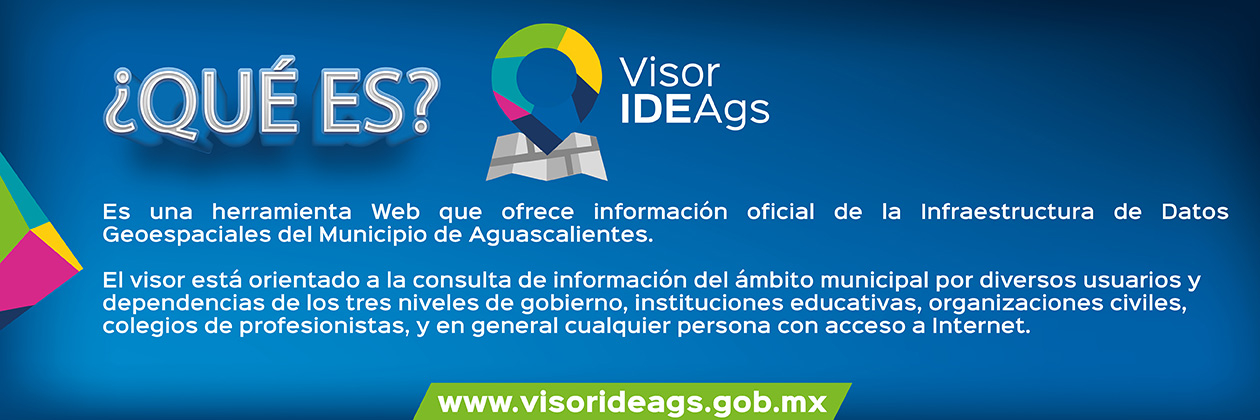 ¿QUÉ ES?
Visor
IDEAgs
Es una herramienta Web que ofrece información oficial de la Infraestructura de Datos
Geoespaciales del Municipio de Aguascalientes.
El visor está orientado a la consulta de información del ámbito municipal por diversos usuarios y
dependencias de los tres niveles de gobierno, instituciones educativas, organizaciones civiles,
colegios de profesionistas, y en general cualquier persona con acceso a Internet.
www.visorideags.gob.mx